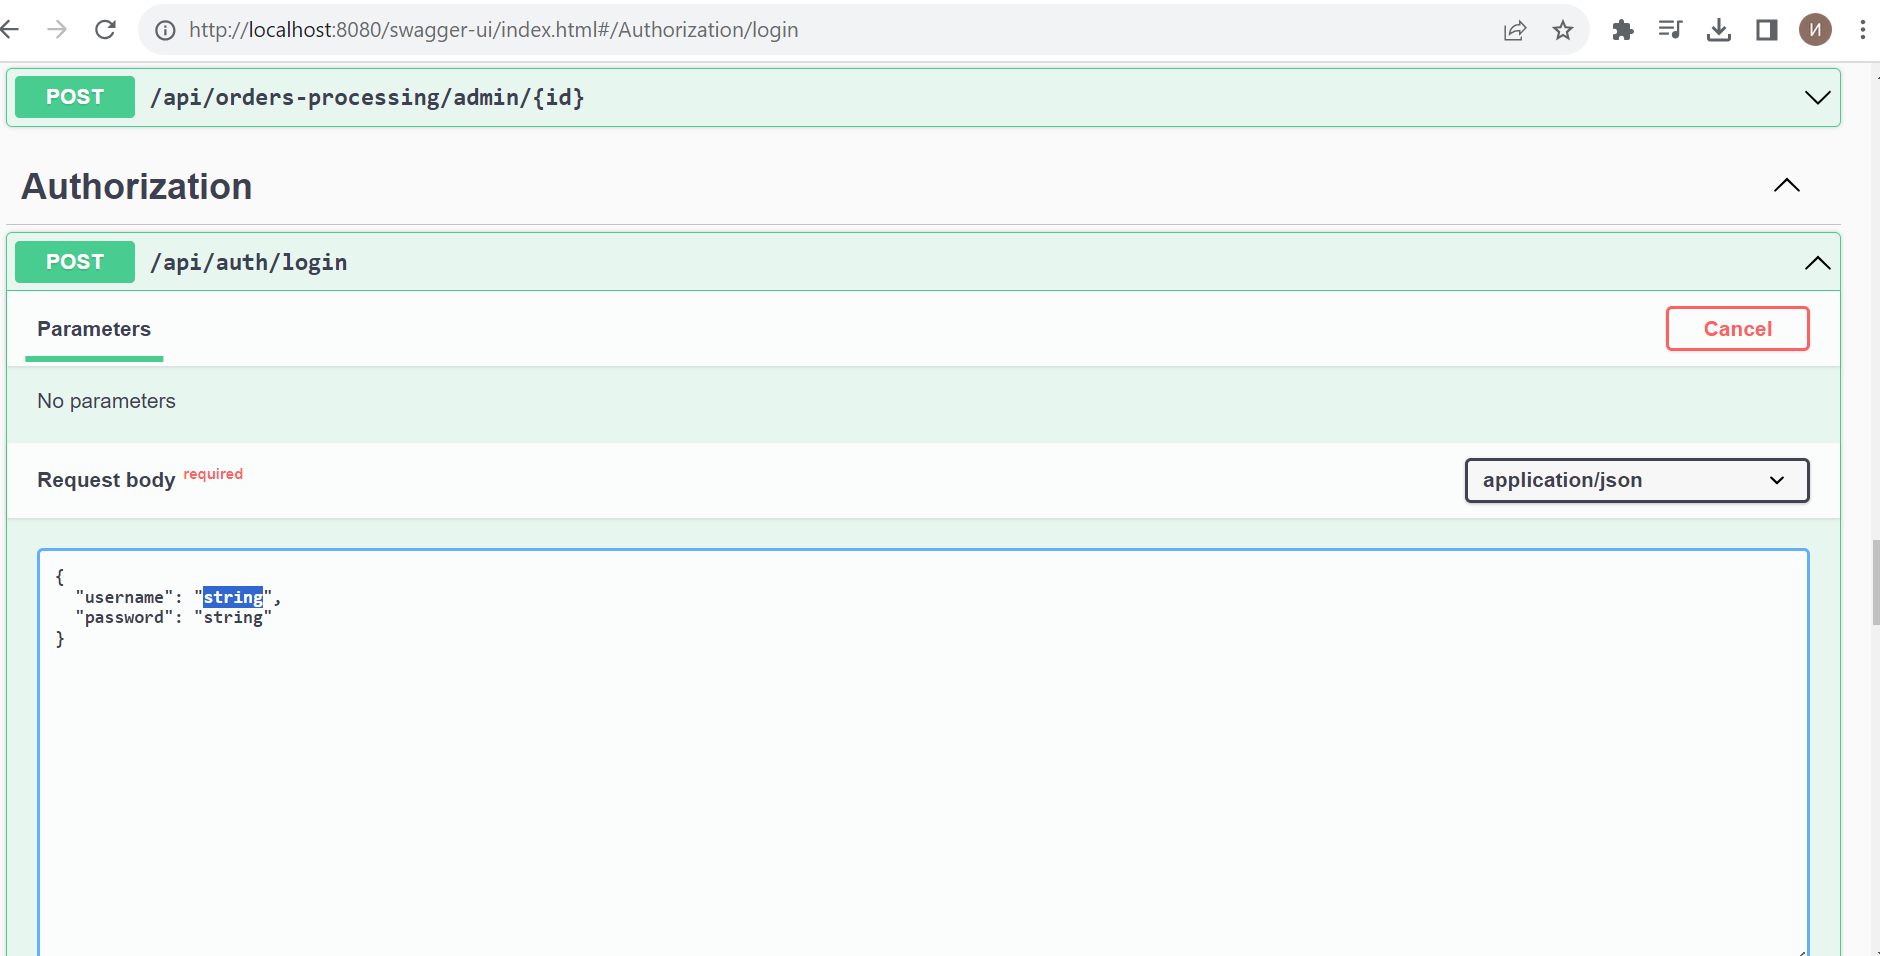 http://localhost:8080/swagger-ui/index.html#/Authorization/login
И
POST /api/orders-processing/admin/{id}
Authorization
POST /api/auth/login
Parameters
Cancel
No parameters
Request body required
application/json
{
"username": "string",
"password": "string"
}